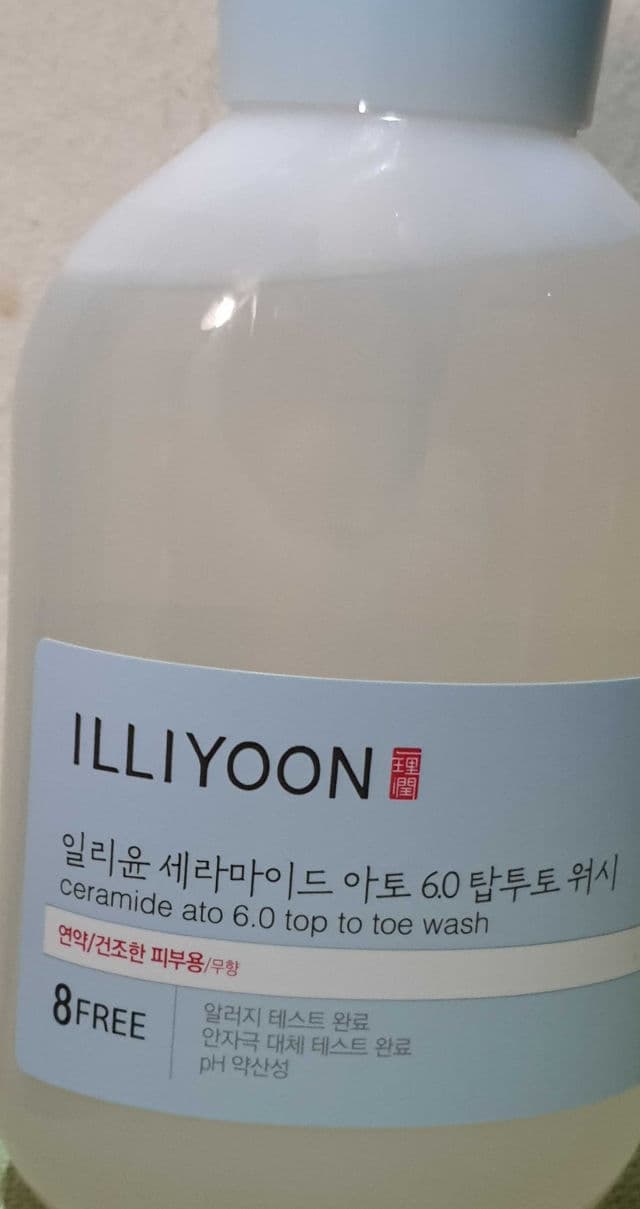 ILLIYOON 一理潤
일리윤 세라마이드 아토 6.0 탑투토 워시
ceramide ato 6.0 top to toe wash
연약/건조한 피부용/무향
8FREE
알러지 테스트 완료
안자극 대체 테스트 완료
pH 약산성